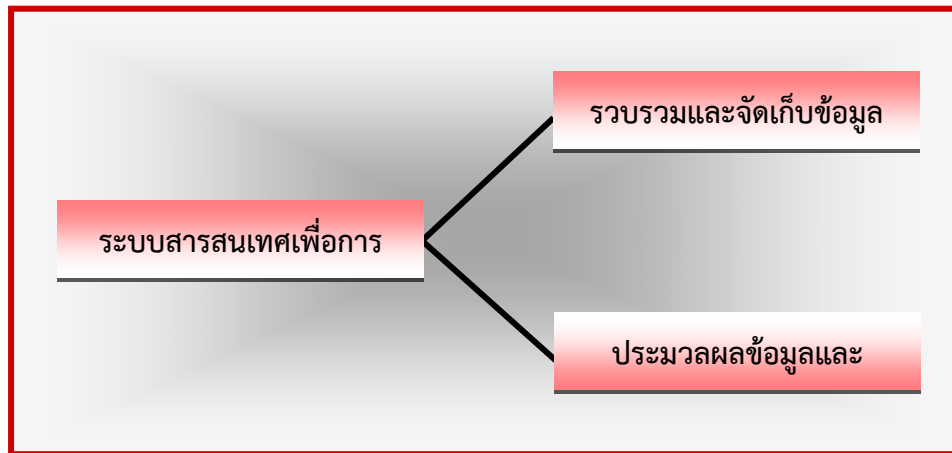 รวบรวมและจัดเก็บข้อมูล
ระบบสารสนเทศเพื่อการ
ประมวลผลข้อมูลและ